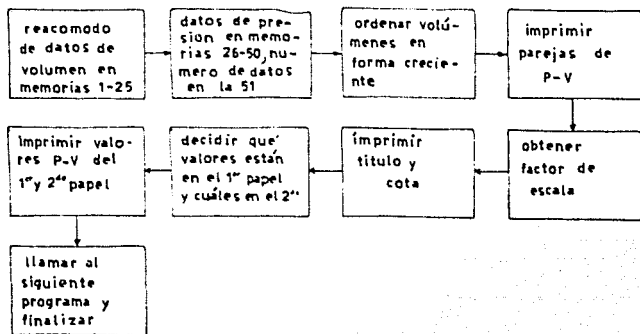 reacomodo
de datos de
volumen en
memorias 1-25
datos de pre-
sion en memo-
rias 26-50, nu-
mero de datos
en la 51
ordenar volú-
menes en
forma crecien-
te
imprimir
parejas de
P-V
obtener
factor de
escala
imprimir
titulo y
cota
decidir que
valores están
en el 1er papel
y cuáles en el 2do
Imprimir valo-
res P-V del
1er y 2do papel
llamar al
siguiente
programa y
finalizar